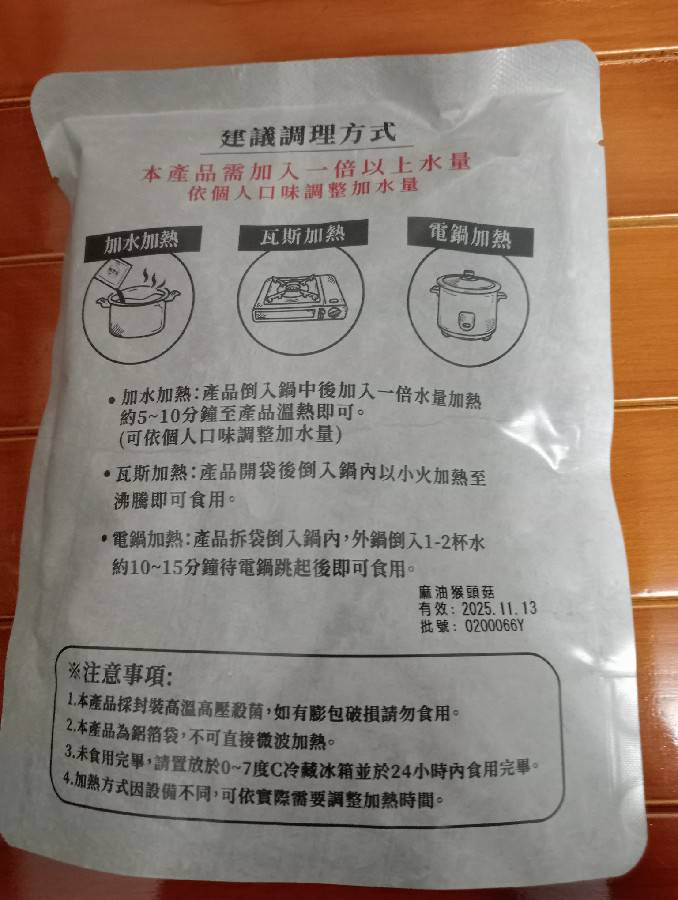 建議調理方式
本產品需加入一倍以上水量
依個人口味調整加水量
加水加熱
瓦斯加熱
電鍋加熱
•加水加熱:產品倒入鍋中後加入一倍水量加熱
約5~10分鐘至產品溫熱即可。
(可依個人口味調整加水量)
•瓦斯加熱:產品開袋後倒入鍋內以小火加熱至
沸騰即可食用。
•電鍋加熱:產品拆袋倒入鍋內,外鍋倒入1-2杯水
約10~15分鐘待電鍋跳起後即可食用。
麻油猴頭菇
有效: 2025.11.13
批號: 0200066Y
※注意事項:
1.本產品採封裝高溫高壓殺菌,如有膨包破損請勿食用。
2.本產品為鋁箔袋,不可直接微波加熱。
3.未食用完畢,請置放於0~7度C冷藏冰箱並於24小時內食用完畢。
4.加熱方式因設備不同,可依實際需要調整加熱時間。